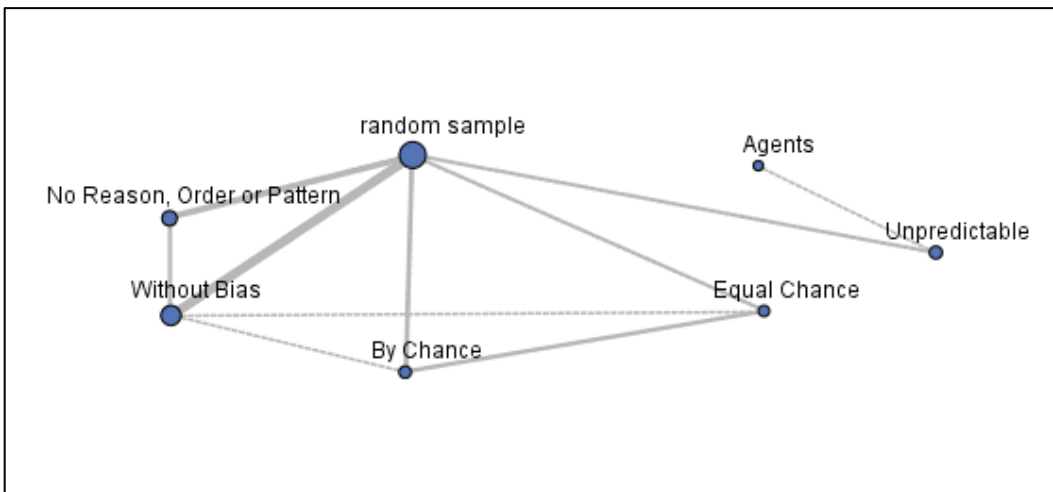 random sample
Agents
No Reason, Order or Pattern
Unpredictable
Without Bias
Equal Chance
By Chance